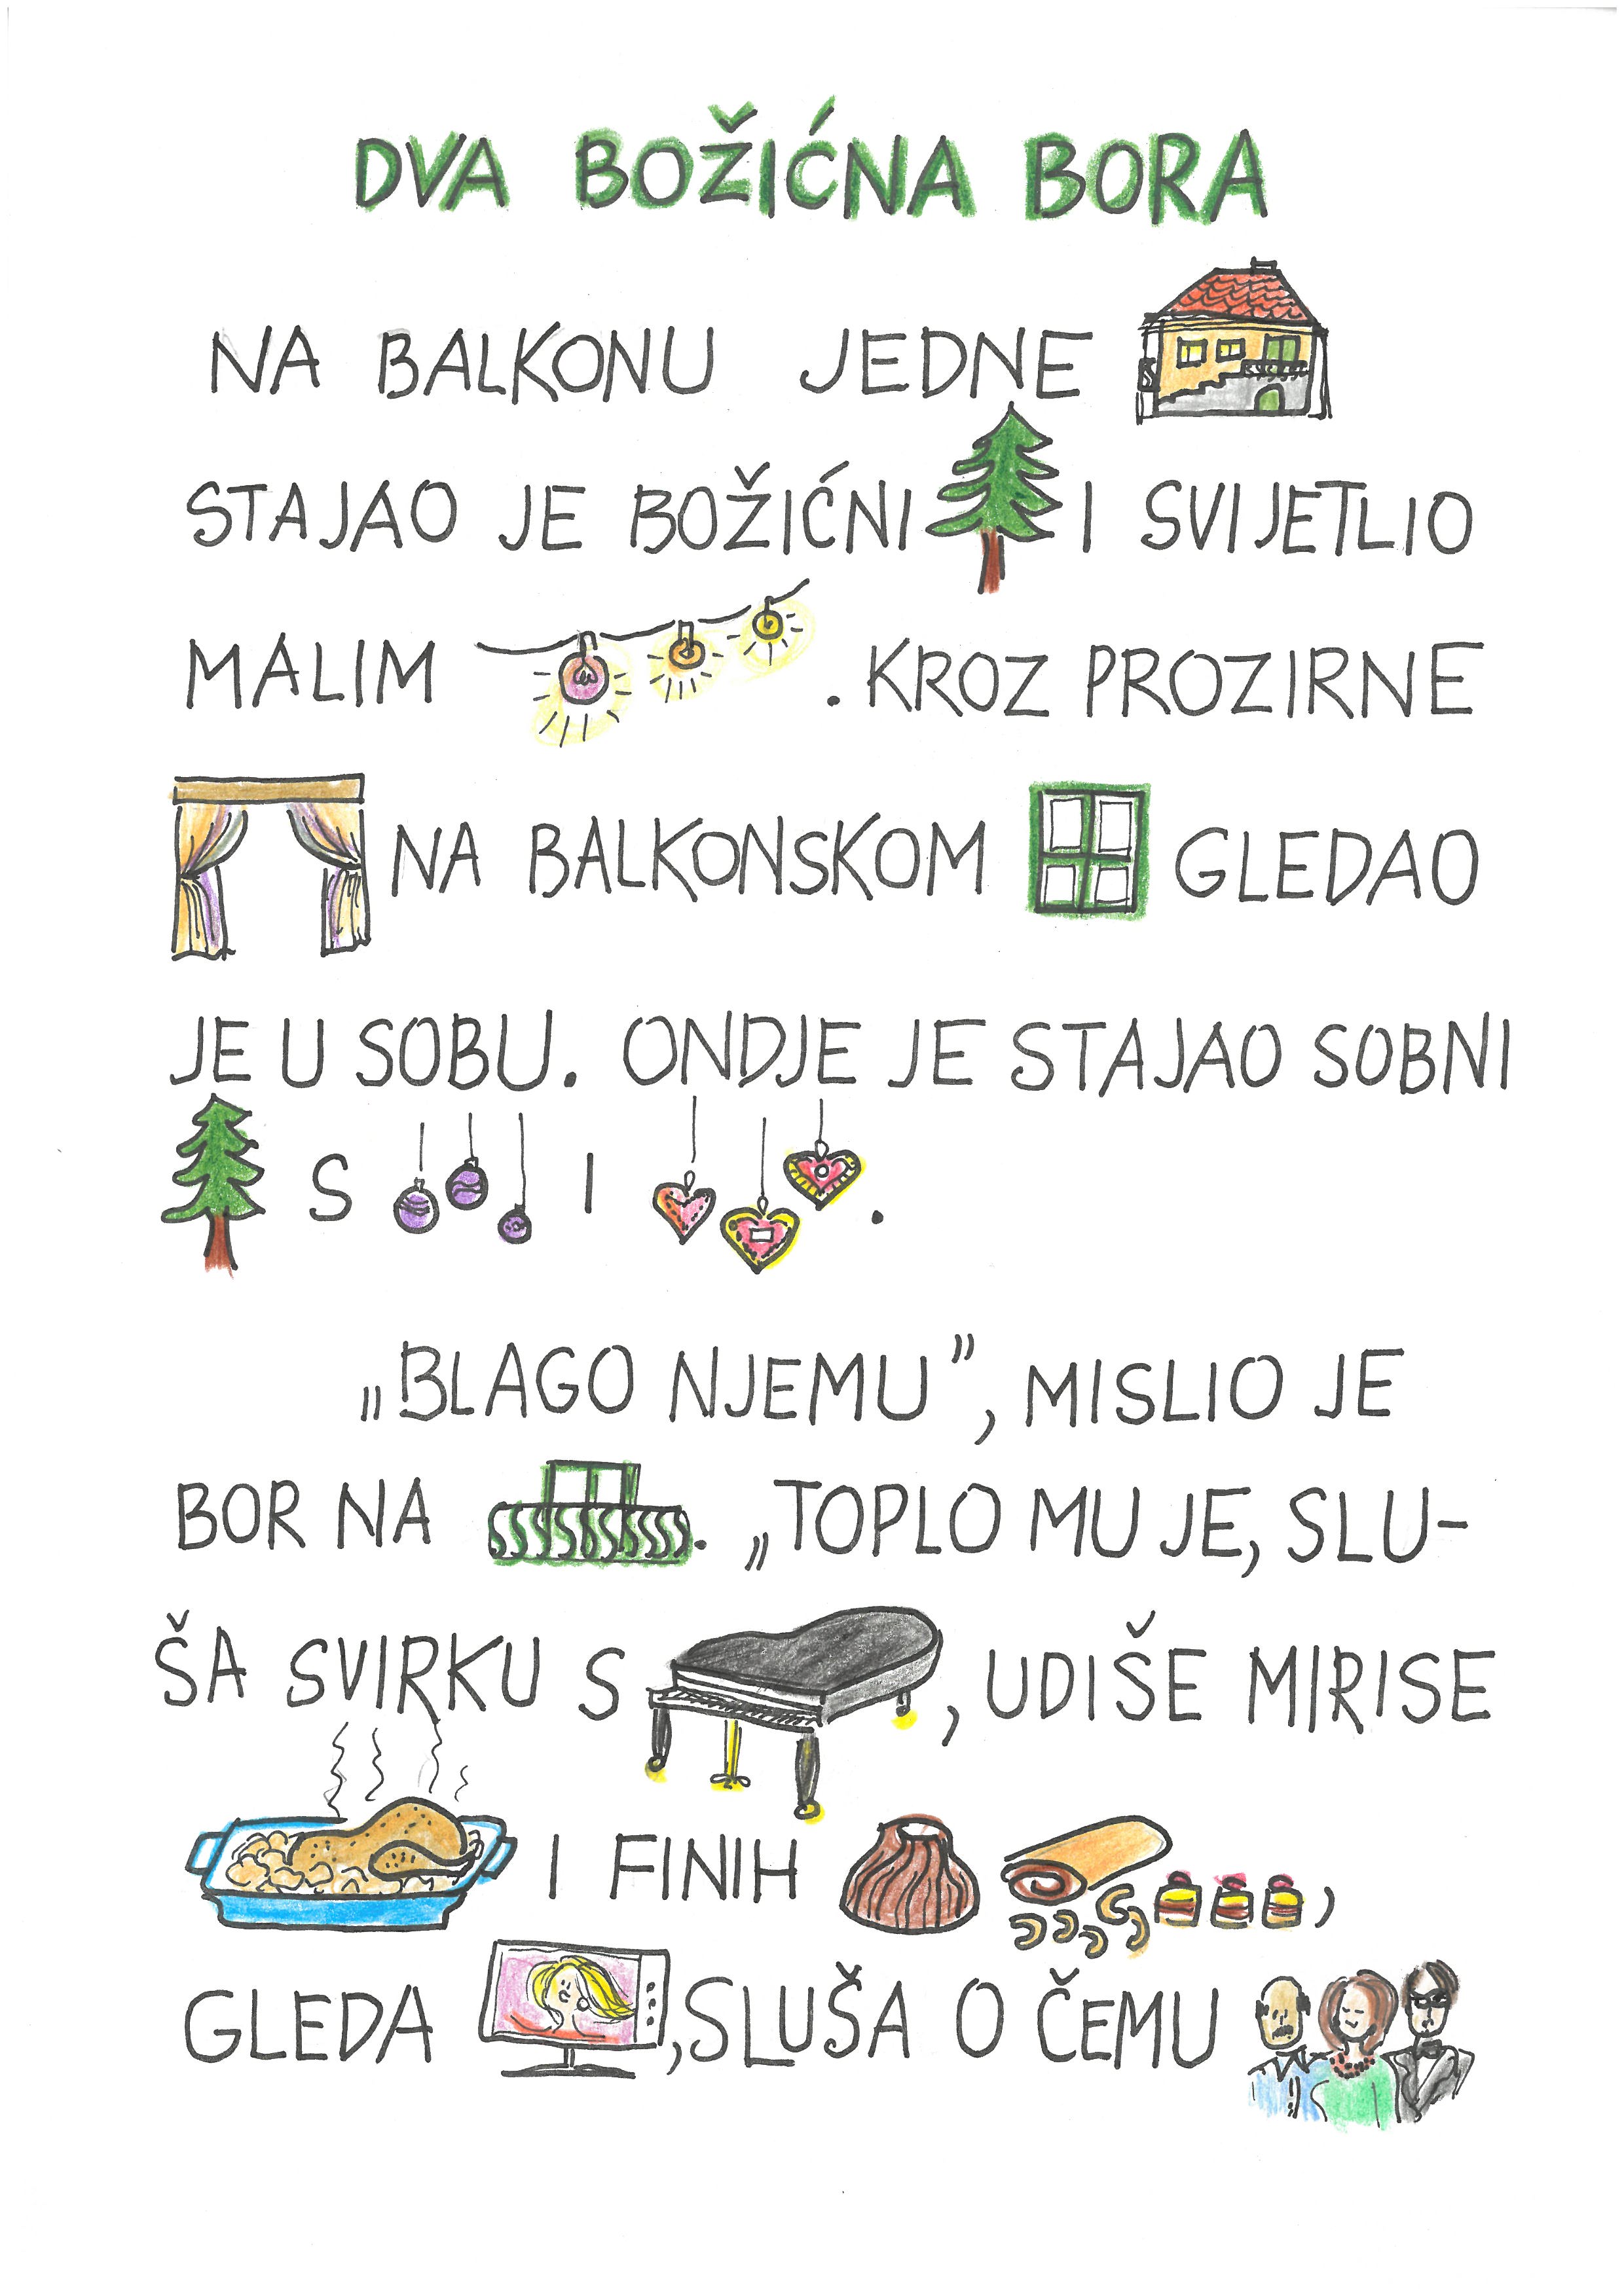 DVA BOŽIĆNA BORA
NA BALKONU JEDNE
STAJAO JE BOŽIĆNI I SVIJETLIO
MALIM . KROZ PROZIRNE
NA BALKONSKOM GLEDAO
JE U SOBU. ONDJE JE STAJAO SOBNI
S I .
„BLAGO NJEMU”, MISLIO JE
BOR NA . „TOPLO MU JE, SLU-
ŠA SVIRKU S , UDIŠE MIRISE
I FINIH ,
GLEDA , SLUŠA O ČEMU